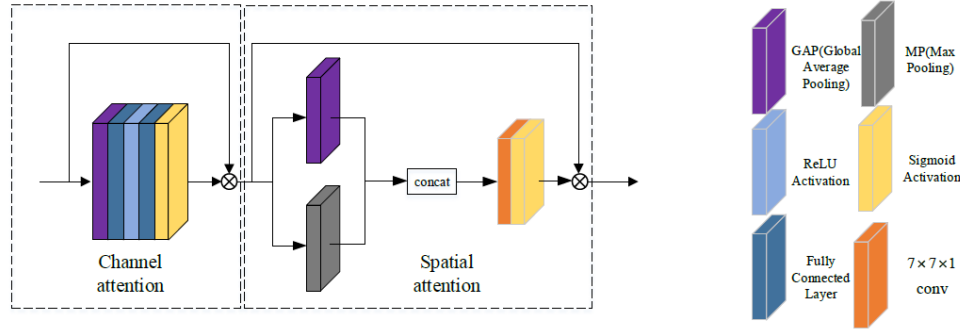 Channel
attention
concat
Spatial
attention
GAP(Global
Average
Pooling)
MP(Max
Pooling)
ReLU
Activation
Sigmoid
Activation
Fully
Connected
Layer
7×7×1
conv